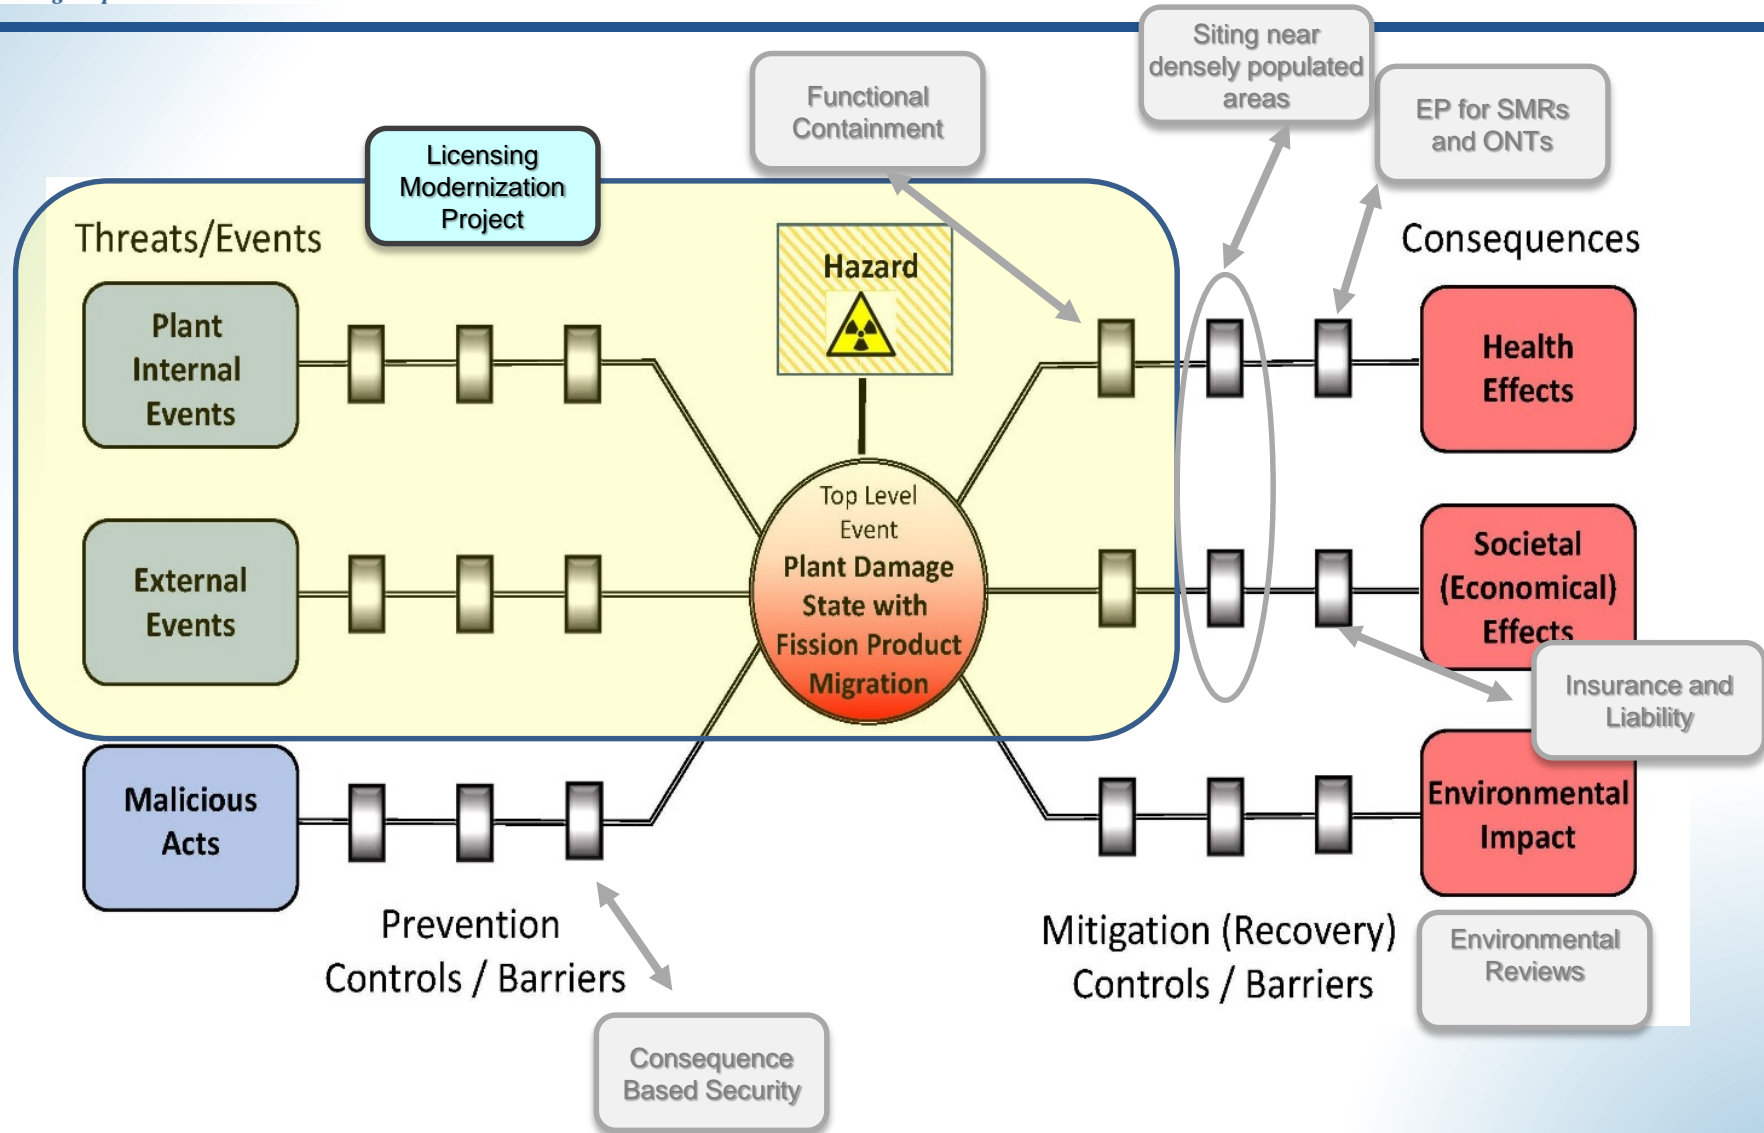 Siting near
densely populated
areas
Functional
Containment
EP for SMRs
and ONTs
Licensing
Modernization
Project
Threats/Events
Hazard
Consequences
Plant
Internal
Events
Health
Effects
Top Level
Event
Plant Damage
State with
Fission Product
Migration
External
Events
Societal
(Economical)
Effects
Insurance and
Liability
Malicious
Acts
Environmental
Impact
Prevention
Controls / Barriers
Mitigation (Recovery)
Controls / Barriers
Environmental
Reviews
Consequence
Based Security